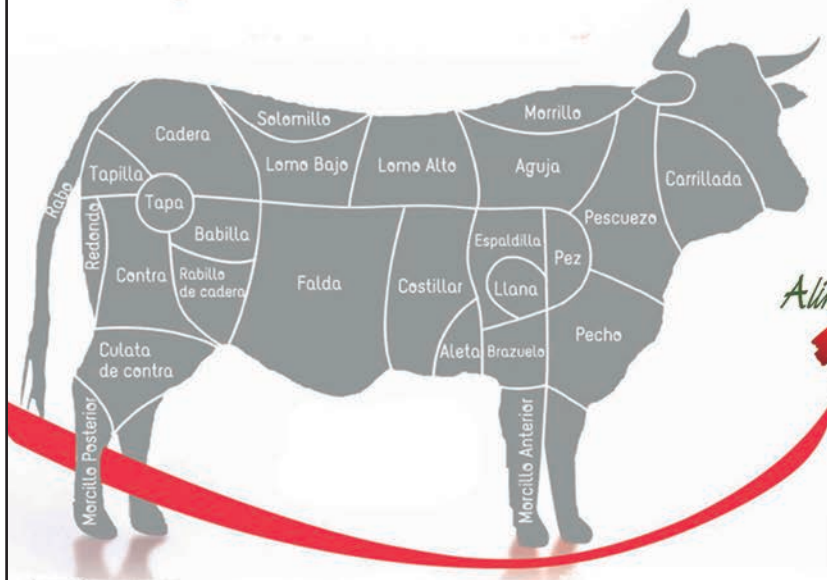 Solomillo
Morrillo
Cadera
Lomo Bajo
Lomo Alto
Aguja
Carrillada
Tapilla
Tapa
Rabo
Redondo
Babilla
Pescuezo
Espaldilla
Pez
Contra
Rabillo
de cadera
Falda
Costillar
Llana
Pecho
Aleta
Brazuelo
Culata
de contra
Morcillo Posterior
Morcillo Anterior